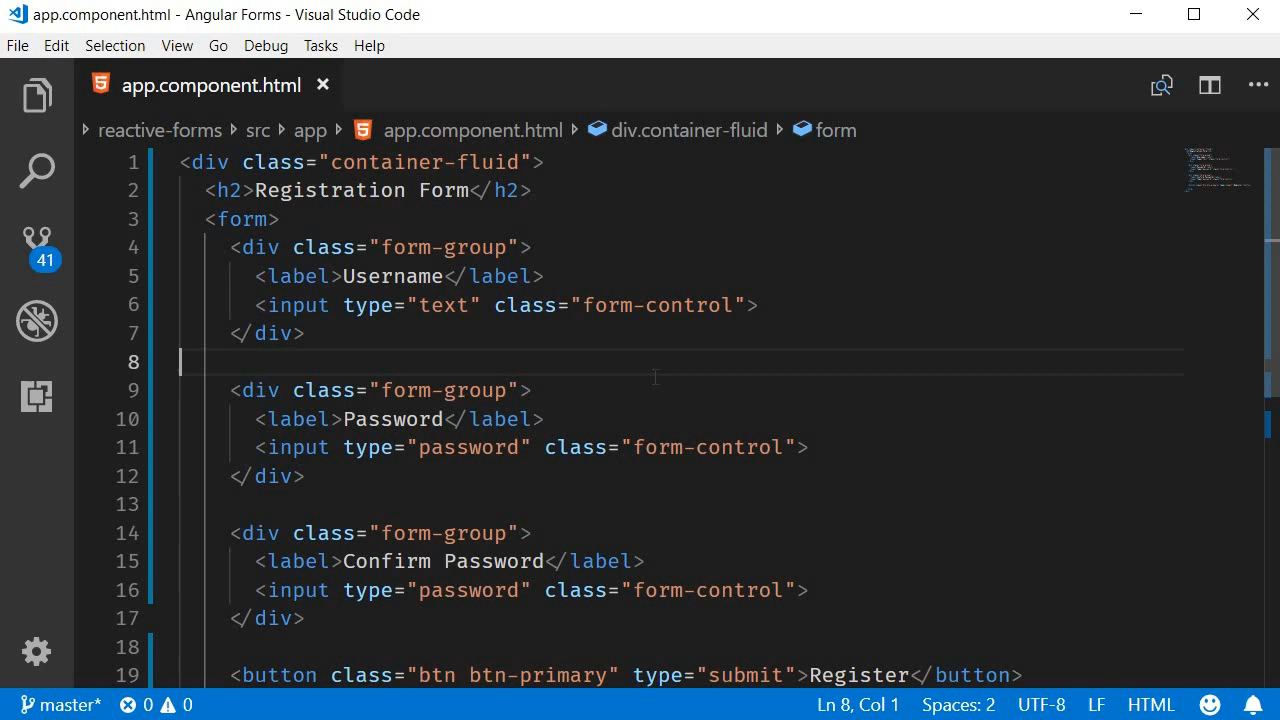 app.component.html - Angular Forms - Visual Studio Code
File Edit Selection View Go Debug Tasks Help
app.component.html
reactive-forms src app app.component.html div.container-fluid form
1 <div class="container-fluid">
2 <h2>Registration Form</h2>
3 <form>
4 <div class="form-group">
5 <label>Username</label>
6 <input type="text" class="form-control">
7 </div>
8
9 <div class="form-group">
10 <label>Password</label>
11 <input type="password" class="form-control">
12 </div>
13
14 <div class="form-group">
15 <label>Confirm Password</label>
16 <input type="password" class="form-control">
17 </div>
18
19 <button class="btn btn-primary" type="submit">Register</button>
41
master* 0 0 Ln 8, Col 1 Spaces: 2 UTF-8 LF HTML